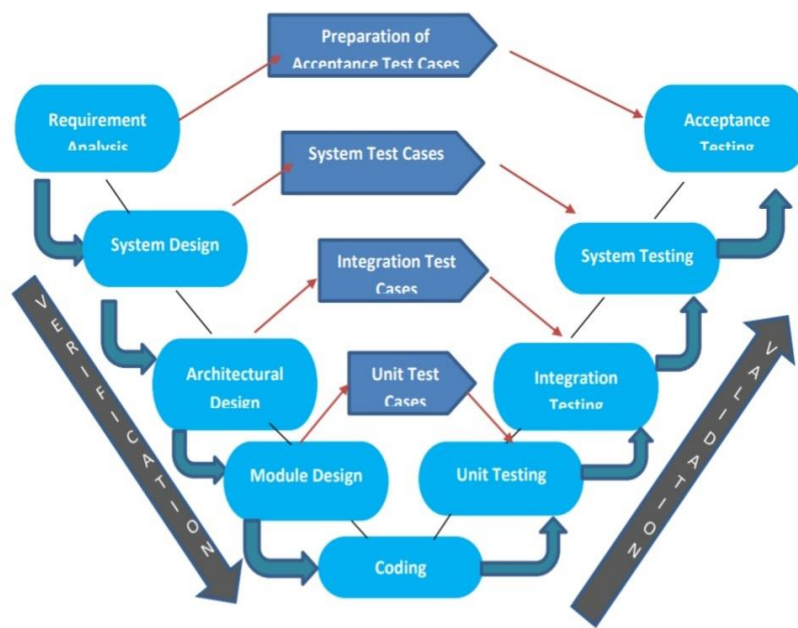 Preparation of
Acceptance Test Cases
Requirement
Analysis
Acceptance
Testing
System Test Cases
System Design
System Testing
Integration Test
Cases
Architectural
Design
Unit Test
Cases
Integration
Testing
Module Design
Unit Testing
Coding
VERIFICATION
VALIDATION